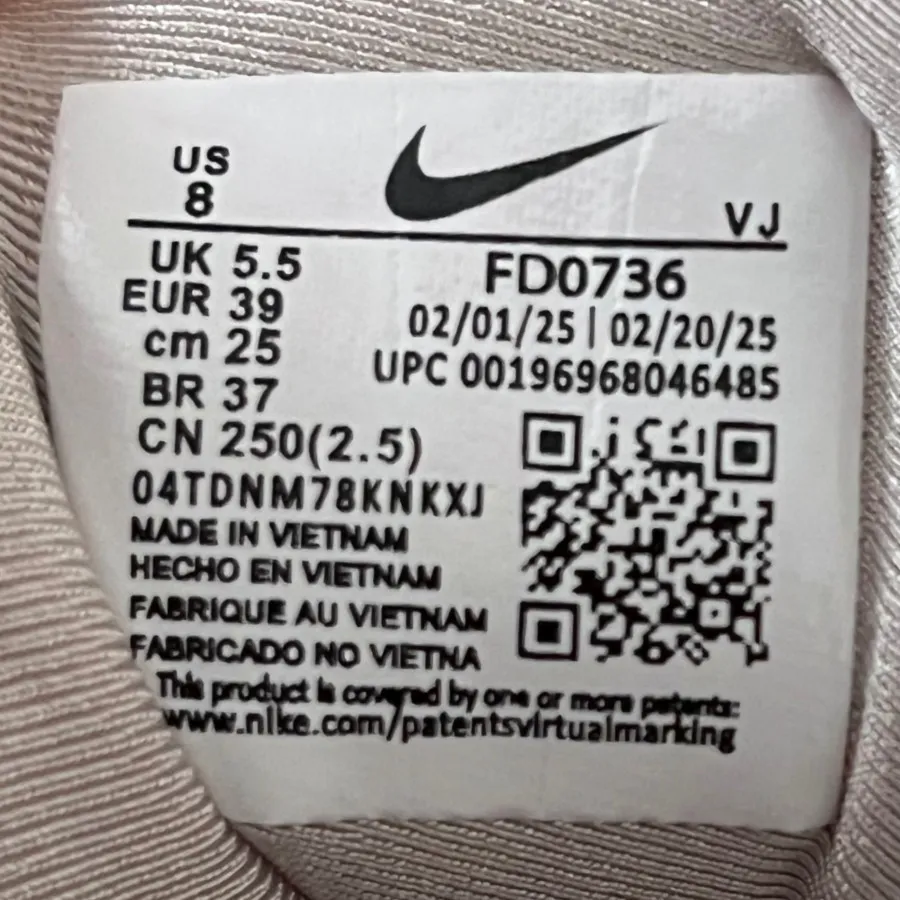 US
8
VJ
UK 5.5
EUR 39
cm 25
BR 37
CN 250(2.5)
FD0736
02/01/25 | 02/20/25
UPC 00196968046485
04TDNM78KNKXJ
MADE IN VIETNAM
HECHO EN VIETNAM
FABRIQUE AU VIETNAM
FABRICADO NO VIETNA
This product is covered by one or more patents:
www.nike.com/patentsvirtualmarking